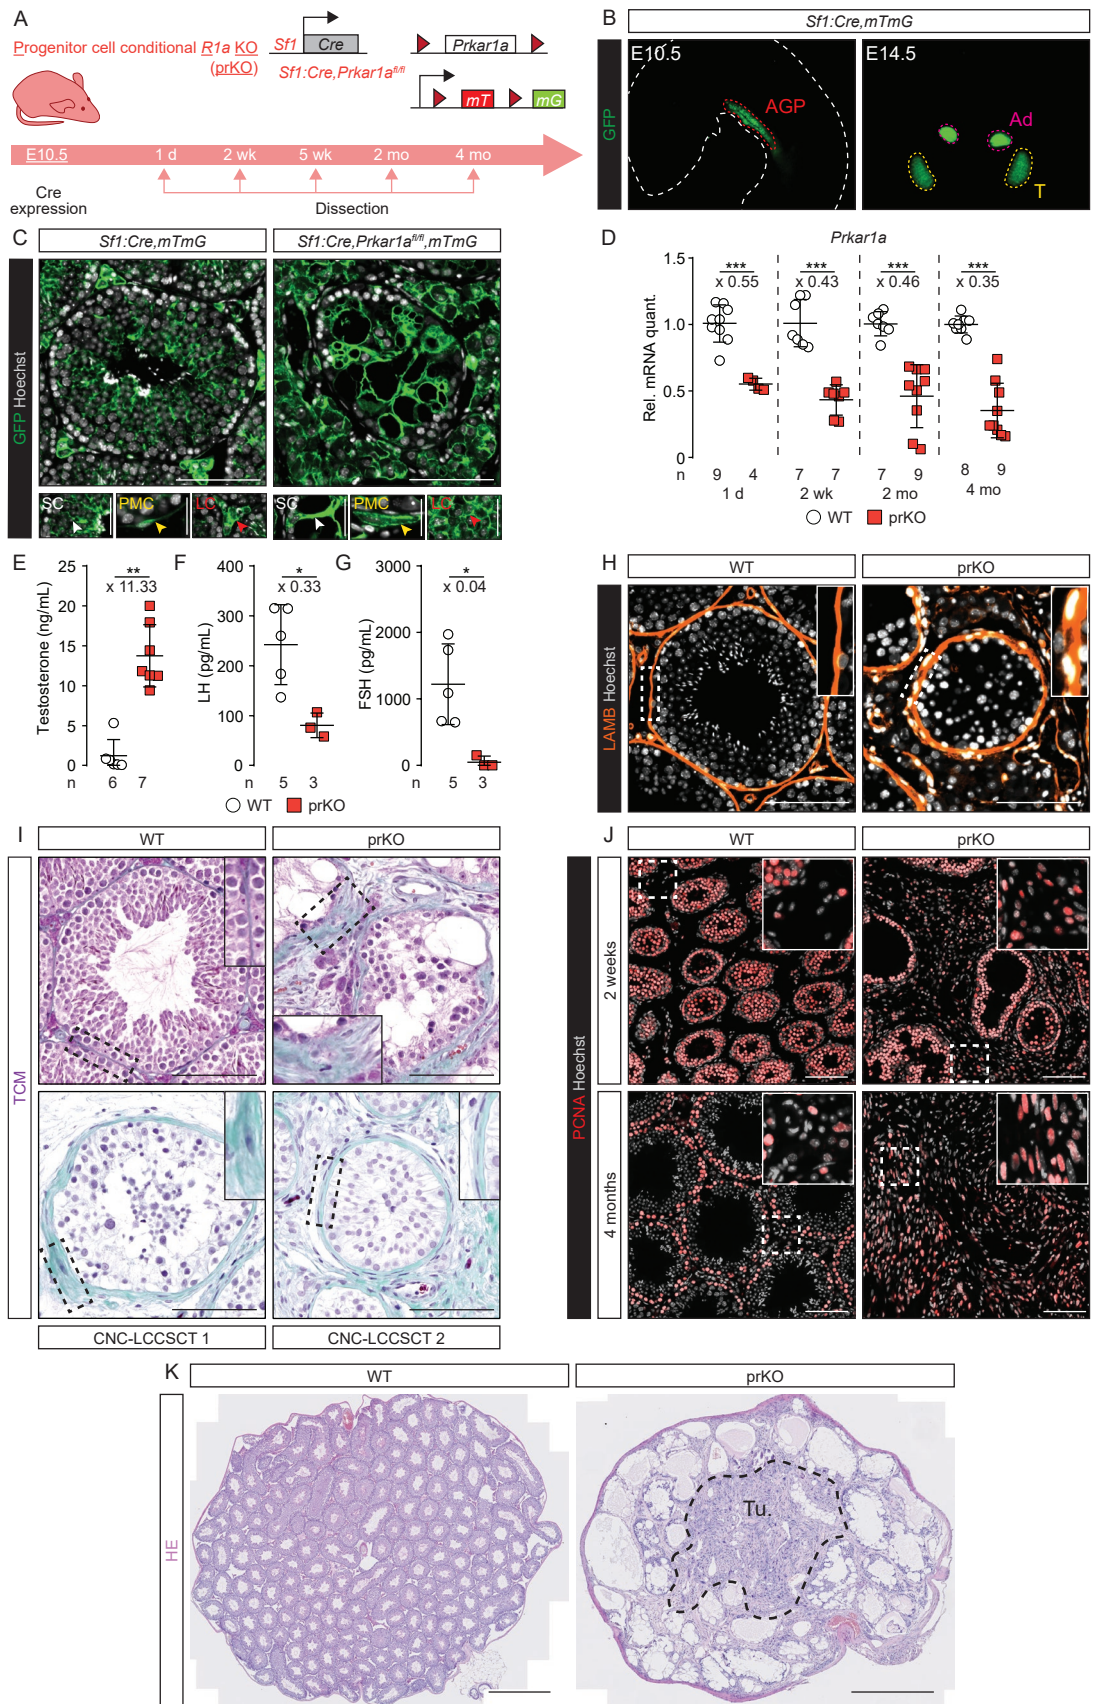 A
Progenitor cell conditional R1a KO
(prKO)
Sf1
Cre
Sf1:Cre,Prkar1afl/fl
Prkar1a
mT
mG
E10.5
1 d
2 wk
5 wk
2 mo
4 mo
Cre
expression
Dissection
B
Sf1:Cre,mTmG
GFP
E10.5
AGP
E14.5
Ad
T
C
Sf1:Cre,mTmG
Sf1:Cre,Prkar1afl/fl,mTmG
GFP Hoechst
SC
PMC
LC
SC
PMC
LC
D
Prkar1a
Rel. mRNA quant.
1.5
1.0
0.5
0
***
x 0.55
***
x 0.43
***
x 0.46
***
x 0.35
n
9
4
7
7
7
9
8
9
1 d
2 wk
2 mo
4 mo
WT
prKO
E
Testosterone (ng/mL)
25
20
15
10
5
0
**
x 11.33
n
6
7
F
LH (pg/mL)
400
300
200
100
0
*
x 0.33
5
3
G
FSH (pg/mL)
3000
2000
1000
0
*
x 0.04
5
3
WT
prKO
H
WT
prKO
LAMB Hoechst
I
WT
prKO
TCM
CNC-LCCSCT 1
CNC-LCCSCT 2
J
WT
prKO
PCNA Hoechst
2 weeks
4 months
K
WT
prKO
HE
Tu.